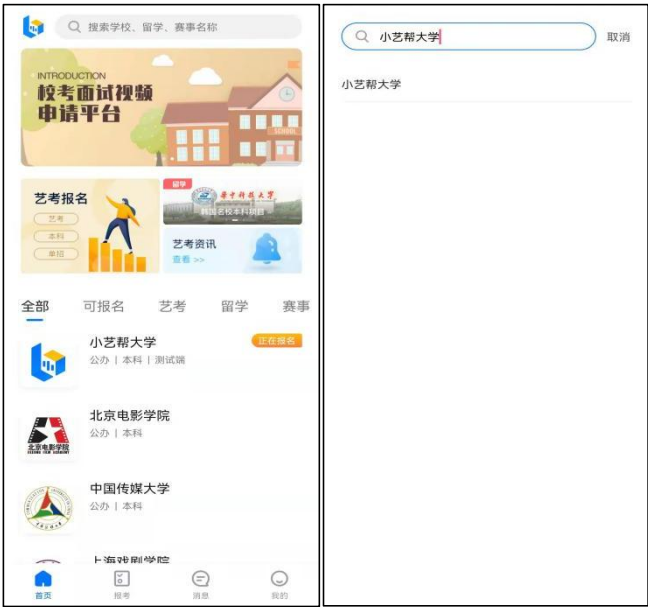 搜索学校、留学、赛事名称
INTRODUCTION
校考面试视频
申请平台
SCHOOL
艺考报名
艺考
本科
单招
留学
华中科技大学
韩国名校本科项目
艺考资讯
查看 >>
全部 可报名 艺考 留学 赛事
小艺帮大学 正在报名
公办 | 本科 | 测试端
北京电影学院
公办 | 本科
北京电影学院
中国传媒大学
公办 | 本科
上海戏剧学院
首页 报考 消息 我的
小艺帮大学 取消
小艺帮大学